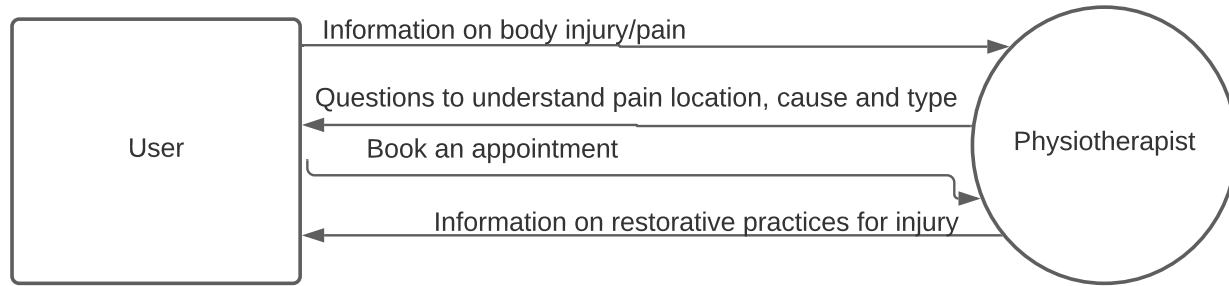 Information on body injury/pain
Questions to understand pain location, cause and type
User
Physiotherapist
Book an appointment
Information on restorative practices for injury